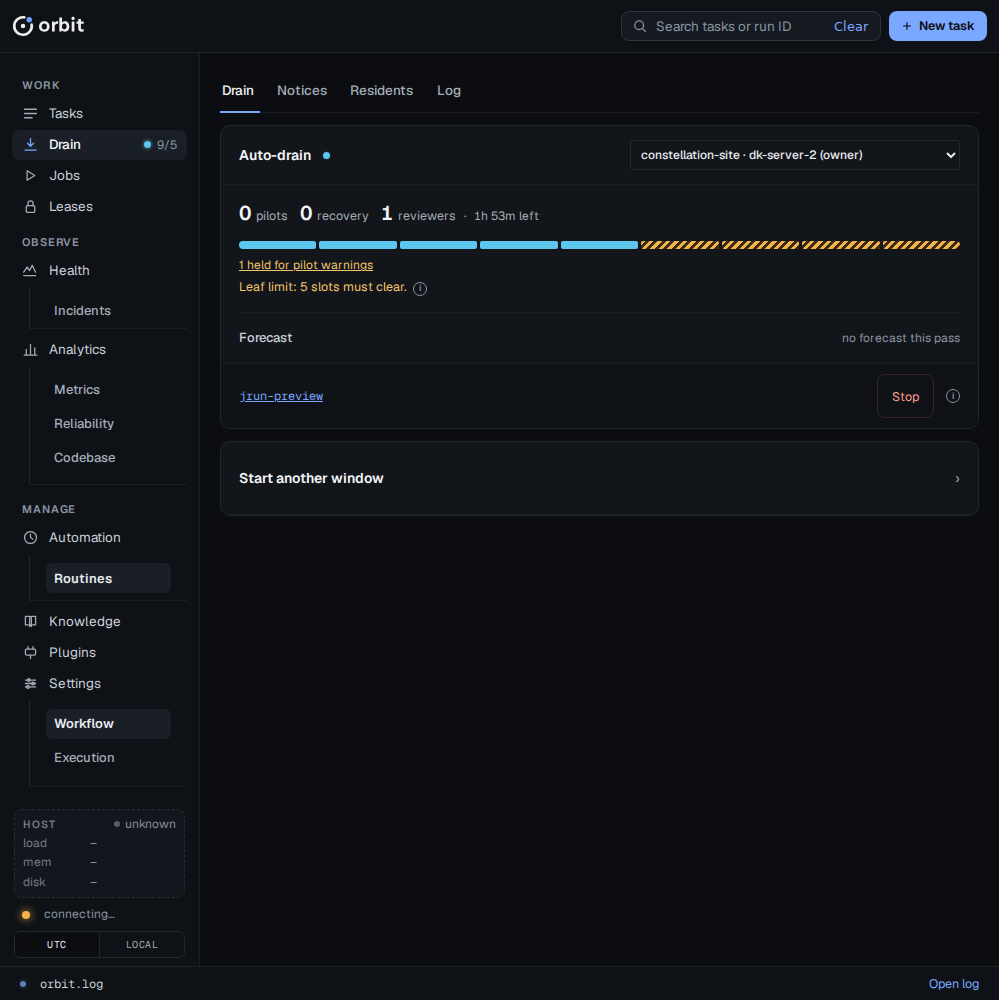 orbit
Search tasks or run ID
Clear
+ New task
WORK
Tasks
Drain 9/5
Jobs
Leases
OBSERVE
Health
Incidents
Analytics
Metrics
Reliability
Codebase
MANAGE
Automation
Routines
Knowledge
Plugins
Settings
Workflow
Execution
HOST unknown
load –
mem –
disk –
connecting…
UTC LOCAL
Drain Notices Residents Log
Auto-drain
constellation-site · dk-server-2 (owner)
0 pilots 0 recovery 1 reviewers · 1h 53m left
1 held for pilot warnings
Leaf limit: 5 slots must clear. i
Forecast no forecast this pass
jrun-preview Stop i
Start another window ›
orbit.log Open log